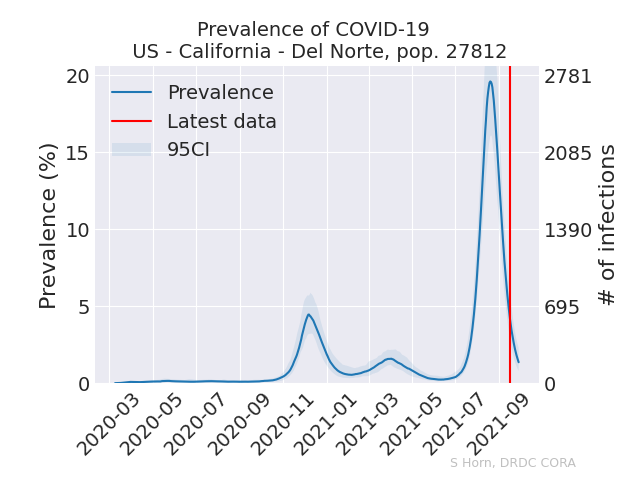 Prevalence of COVID-19
US - California - Del Norte, pop. 27812
20
15
10
5
0
Prevalence (%)
Prevalence
Latest data
95CI
2781
2085
1390
695
0
# of infections
2020-03
2020-05
2020-07
2020-09
2020-11
2021-01
2021-03
2021-05
2021-07
2021-09
S Horn, DRDC CORA